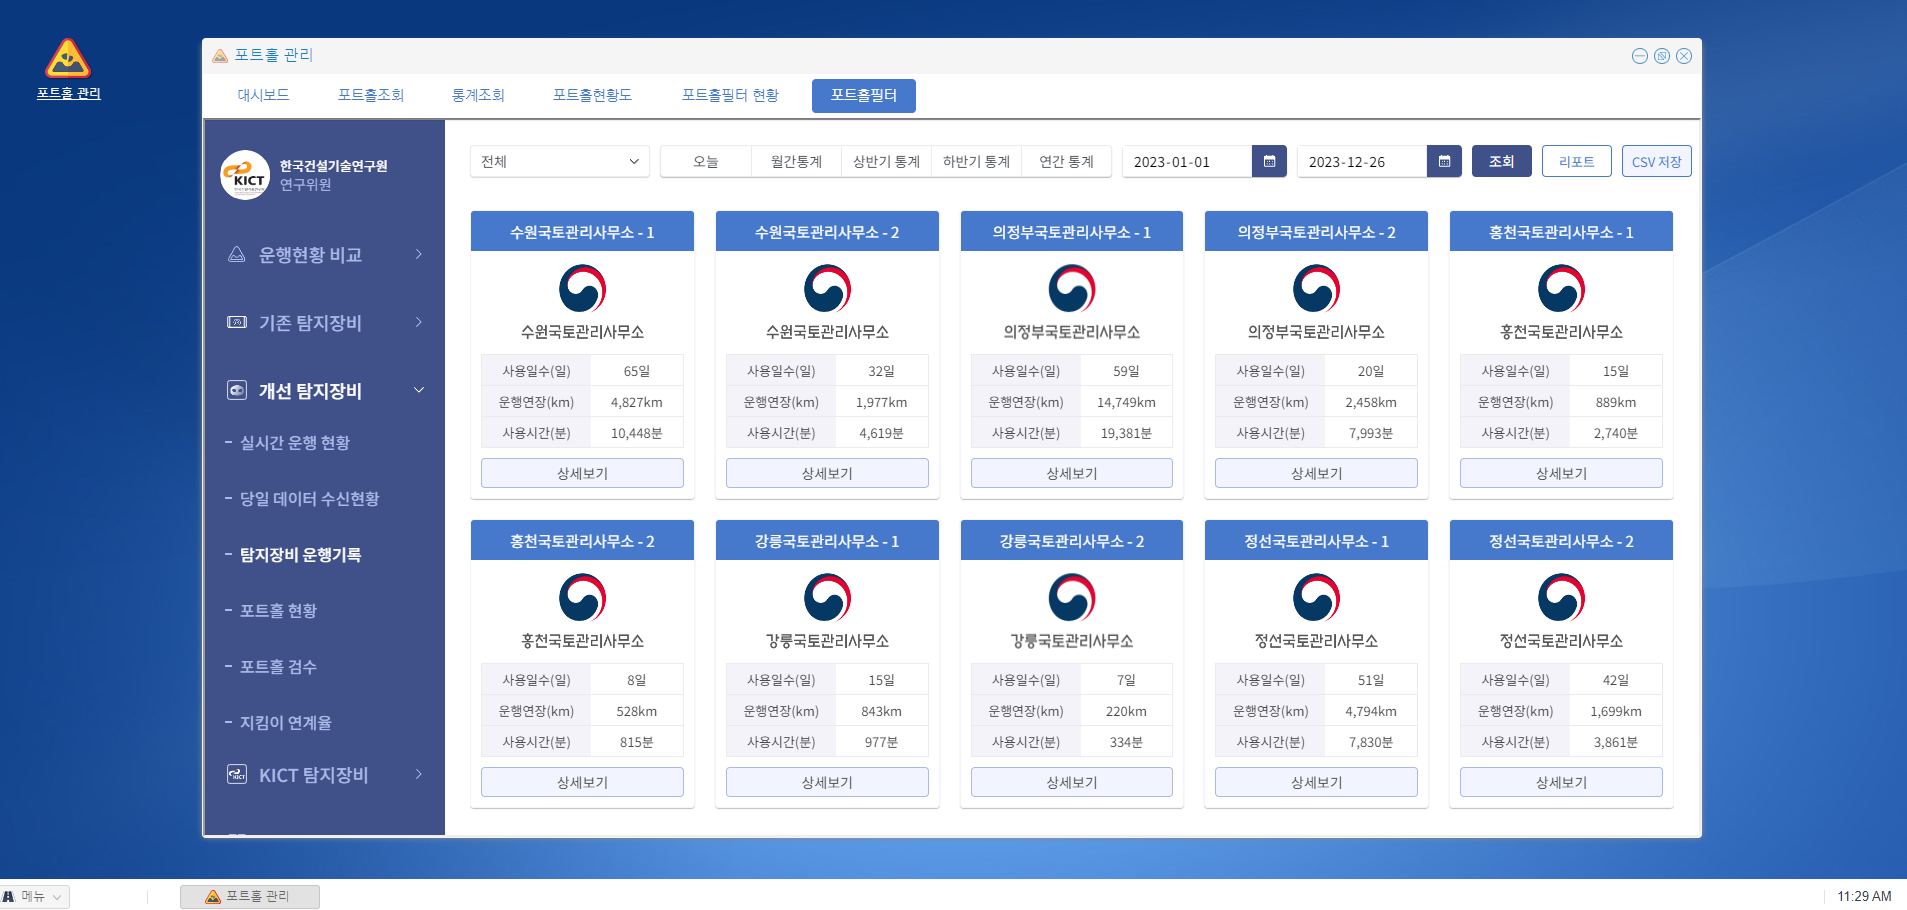 포트홀 관리
포트홀 관리
대시보드 포트홀조회 통계조회 포트홀현황도 포트홀필터 현황 포트홀필터
KICT
한국건설기술연구원
연구위원
운행현황 비교
기존 탐지장비
개선 탐지장비
- 실시간 운행 현황
- 당일 데이터 수신현황
- 탐지장비 운행기록
- 포트홀 현황
- 포트홀 검수
- 지킴이 연계율
KICT 탐지장비
전체 오늘 월간통계 상반기 통계 하반기 통계 연간 통계 2023-01-01 2023-12-26 조회 리포트 CSV 저장
수원국토관리사무소 - 1
수원국토관리사무소
사용일수(일) 65일
운행연장(km) 4,827km
사용시간(분) 10,448분
상세보기
수원국토관리사무소 - 2
수원국토관리사무소
사용일수(일) 32일
운행연장(km) 1,977km
사용시간(분) 4,619분
상세보기
의정부국토관리사무소 - 1
의정부국토관리사무소
사용일수(일) 59일
운행연장(km) 14,749km
사용시간(분) 19,381분
상세보기
의정부국토관리사무소 - 2
의정부국토관리사무소
사용일수(일) 20일
운행연장(km) 2,458km
사용시간(분) 7,993분
상세보기
홍천국토관리사무소 - 1
홍천국토관리사무소
사용일수(일) 15일
운행연장(km) 889km
사용시간(분) 2,740분
상세보기
홍천국토관리사무소 - 2
홍천국토관리사무소
사용일수(일) 8일
운행연장(km) 528km
사용시간(분) 815분
상세보기
강릉국토관리사무소 - 1
강릉국토관리사무소
사용일수(일) 15일
운행연장(km) 843km
사용시간(분) 977분
상세보기
강릉국토관리사무소 - 2
강릉국토관리사무소
사용일수(일) 7일
운행연장(km) 220km
사용시간(분) 334분
상세보기
정선국토관리사무소 - 1
정선국토관리사무소
사용일수(일) 51일
운행연장(km) 4,794km
사용시간(분) 7,830분
상세보기
정선국토관리사무소 - 2
정선국토관리사무소
사용일수(일) 42일
운행연장(km) 1,699km
사용시간(분) 3,861분
상세보기
메뉴 포트홀 관리 11:29 AM